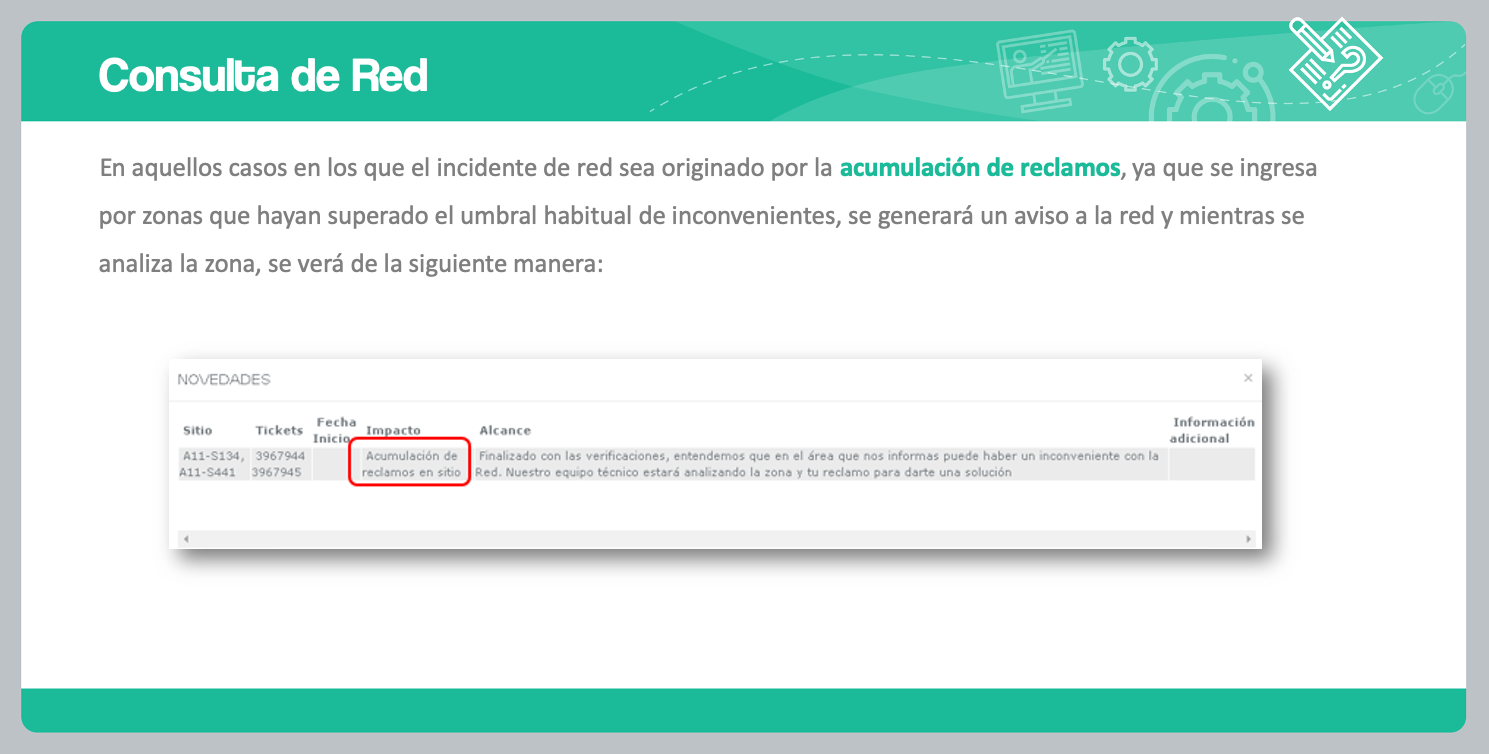 Consulta de Red
En aquellos casos en los que el incidente de red sea originado por la acumulación de reclamos, ya que se ingresa
por zonas que hayan superado el umbral habitual de inconvenientes, se generará un aviso a la red y mientras se
analiza la zona, se verá de la siguiente manera:
NOVEDADES ×
Sitio Tickets Fecha Inicio Impacto Alcance Información adicional
A11-S134, 3967944 Acumulación de Finalizado con las verificaciones, entendemos que en el área que nos informas puede haber un inconveniente con la
A11-S441 3967945 reclamos en sitio Red. Nuestro equipo técnico estará analizando la zona y tu reclamo para darte una solución